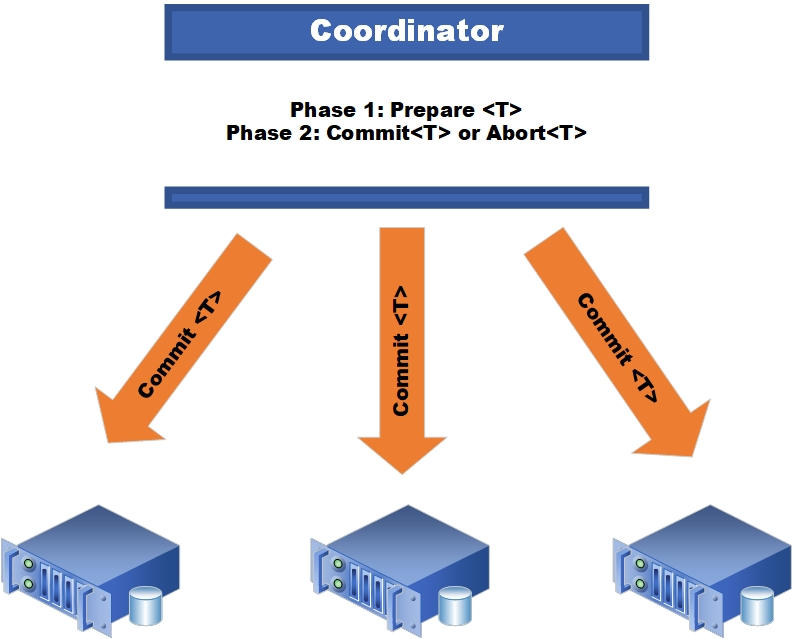 Coordinator
Phase 1: Prepare <T>
Phase 2: Commit<T> or Abort<T>
Commit <T>
Commit <T>
Commit <T>